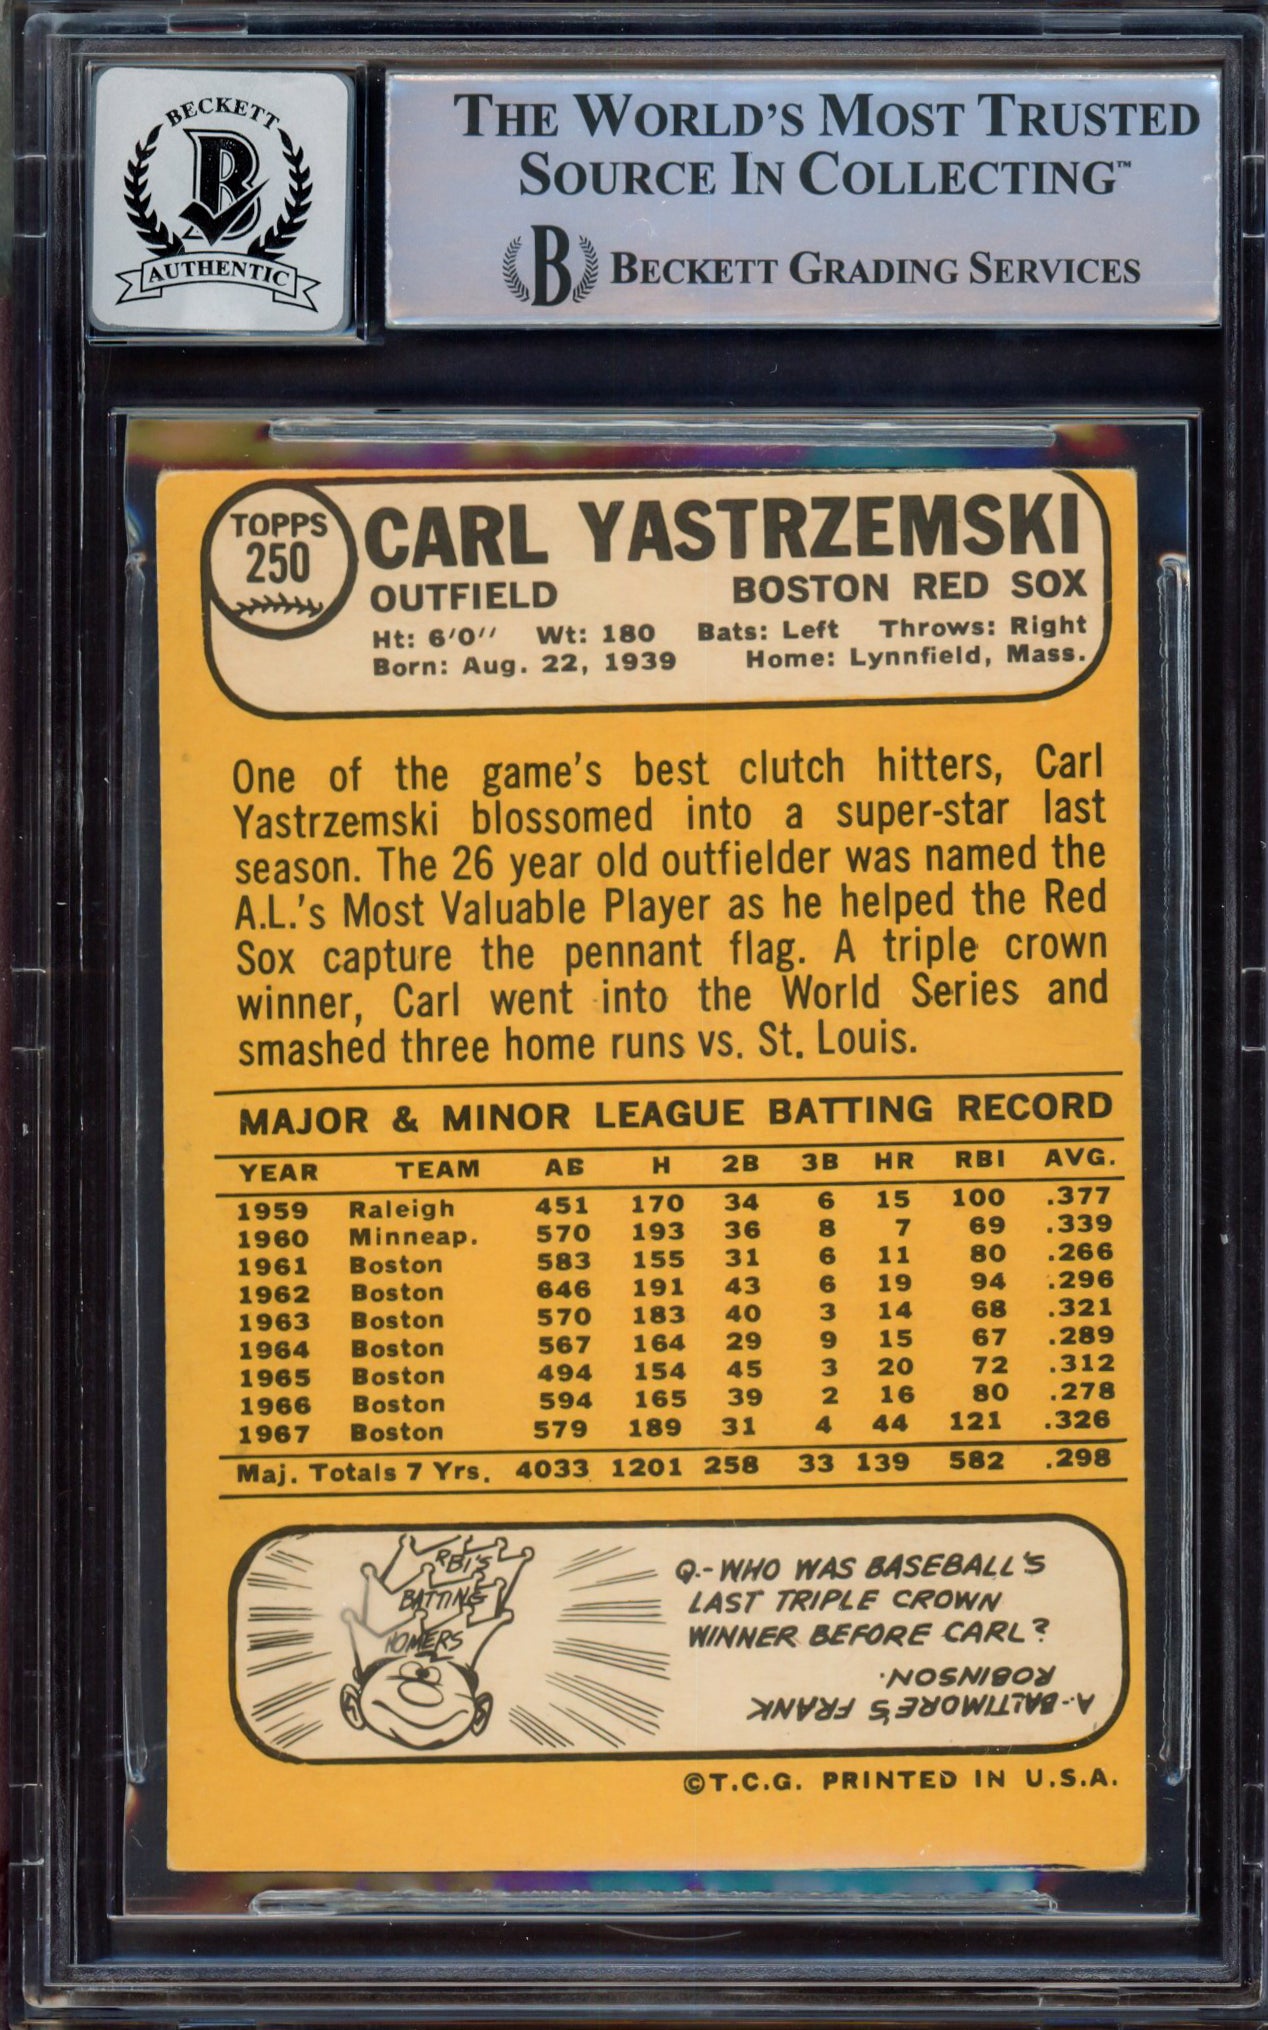 BECKETT
B
AUTHENTIC
THE WORLD'S MOST TRUSTED
SOURCE IN COLLECTING™
B BECKETT GRADING SERVICES
TOPPS
250
CARL YASTRZEMSKI
OUTFIELD BOSTON RED SOX
Ht: 6'0'' Wt: 180 Bats: Left Throws: Right
Born: Aug. 22, 1939 Home: Lynnfield, Mass.
One of the game's best clutch hitters, Carl
Yastrzemski blossomed into a super-star last
season. The 26 year old outfielder was named the
A.L.'s Most Valuable Player as he helped the Red
Sox capture the pennant flag. A triple crown
winner, Carl went into the World Series and
smashed three home runs vs. St. Louis.
MAJOR & MINOR LEAGUE BATTING RECORD
YEAR TEAM AB H 2B 3B HR RBI AVG.
1959 Raleigh 451 170 34 6 15 100 .377
1960 Minneap. 570 193 36 8 7 69 .339
1961 Boston 583 155 31 6 11 80 .266
1962 Boston 646 191 43 6 19 94 .296
1963 Boston 570 183 40 3 14 68 .321
1964 Boston 567 164 29 9 15 67 .289
1965 Boston 494 154 45 3 20 72 .312
1966 Boston 594 165 39 2 16 80 .278
1967 Boston 579 189 31 4 44 121 .326
Maj. Totals 7 Yrs. 4033 1201 258 33 139 582 .298
RBI'S
BATTING
HOMERS
Q.-WHO WAS BASEBALL'S
LAST TRIPLE CROWN
WINNER BEFORE CARL?
A.-BALTIMORE'S FRANK
ROBINSON.
©T.C.G. PRINTED IN U.S.A.